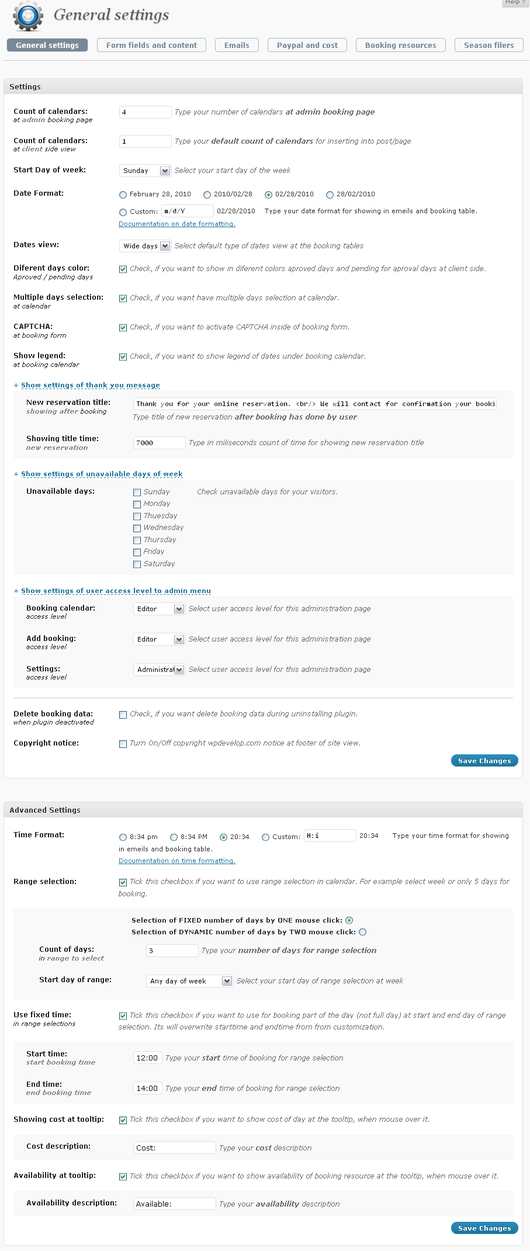 Help ?
General settings
General settings Form fields and content Emails Paypal and cost Booking resources Season filers
Settings
Count of calendars: 4 Type your number of calendars at admin booking page
at admin booking page
Count of calendars: 1 Type your default count of calendars for inserting into post/page
at client side view
Start Day of week: Sunday Select your start day of the week
Date Format: February 28, 2010 2010/02/28 02/28/2010 28/02/2010
Custom: m/d/Y 02/28/2010 Type your date format for showing in emeils and booking table.
Documentation on date formatting.
Dates view: Wide days Select default type of dates view at the booking tables
Diferent days color: Check, if you want to show in diferent colors aproved days and pending for aproval days at client side.
Aproved / pending days
Multiple days selection: Check, if you want have multiple days selection at calendar.
at calendar
CAPTCHA: Check, if you want to activate CAPTCHA inside of booking form.
at booking form
Show legend: Check, if you want to show legend of dates under booking calendar.
at booking calendar
+ Show settings of thank you message
New reservation title: Thank you for your online reservation. <br/> We will contact for confirmation your booki
showing after booking Type title of new reservation after booking has done by user
Showing title time: 7000 Type in miliseconds count of time for showing new reservation title
new reservation
+ Show settings of unavailable days of week
Unavailable days: Sunday Check unavailable days for your visitors.
Monday
Thuesday
Wednesday
Thursday
Friday
Saturday
+ Show settings of user access level to admin menu
Booking calendar: Editor Select user access level for this administration page
access level
Add booking: Editor Select user access level for this administration page
access level
Settings: Administrat Select user access level for this administration page
access level
Delete booking data: Check, if you want delete booking data during uninstalling plugin.
when plugin deactivated
Copyright notice: Turn On/Off copyright wpdevelop.com notice at footer of site view.
Save Changes
Advanced Settings
Time Format: 8:34 pm 8:34 PM 20:34 Custom: H:i 20:34 Type your time format for showing
in emeils and booking table.
Documentation on time formatting.
Range selection: Tick this checkbox if you want to use range selection in calendar. For example select week or only 5 days for
booking.
Selection of FIXED number of days by ONE mouse click:
Selection of DYNAMIC number of days by TWO mouse click:
Count of days: 3 Type your number of days for range selection
in range to select
Start day of range: Any day of week Select your start day of range selection at week
Use fixed time: Tick this checkbox if you want to use for booking part of the day (not full day) at start and end day of range
in range selections selection. Its will overwrite starttime and endtime from from customization.
Start time: 12:00 Type your start time of booking for range selection
start booking time
End time: 14:00 Type your end time of booking for range selection
end booking time
Showing cost at tooltip: Tick this checkbox if you want to show cost of day at the tooltip, when mouse over it.
Cost description: Cost: Type your cost description
Availability at tooltip: Tick this checkbox if you want to show availability of booking resource at the tooltip, when mouse over it.
Availability description: Available: Type your availability description
Save Changes